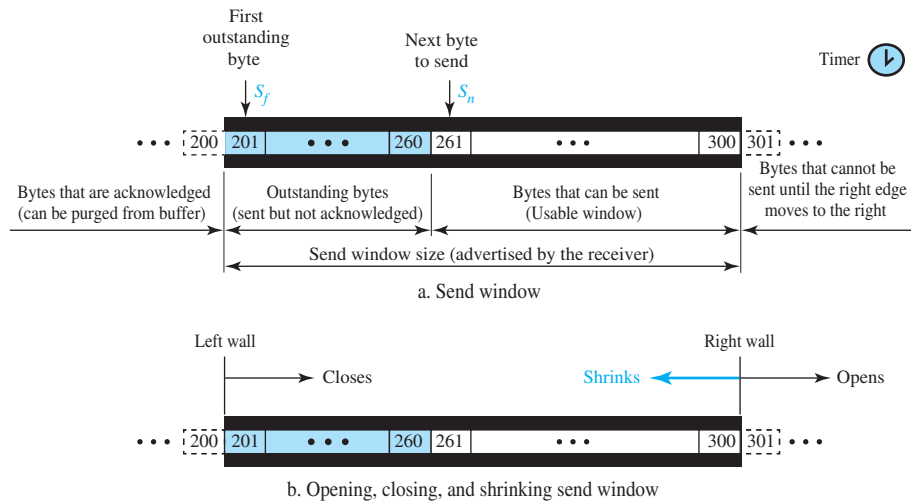 First
outstanding
byte
Next byte
to send
Timer
Sf
Sn
• • • 200 201 • • • 260 261 • • • 300 301 • • •
Bytes that are acknowledged
(can be purged from buffer)
Outstanding bytes
(sent but not acknowledged)
Bytes that can be sent
(Usable window)
Bytes that cannot be
sent until the right edge
moves to the right
Send window size (advertised by the receiver)
a. Send window
Left wall
Right wall
Closes
Shrinks
Opens
• • • 200 201 • • • 260 261 • • • 300 301 • • •
b. Opening, closing, and shrinking send window